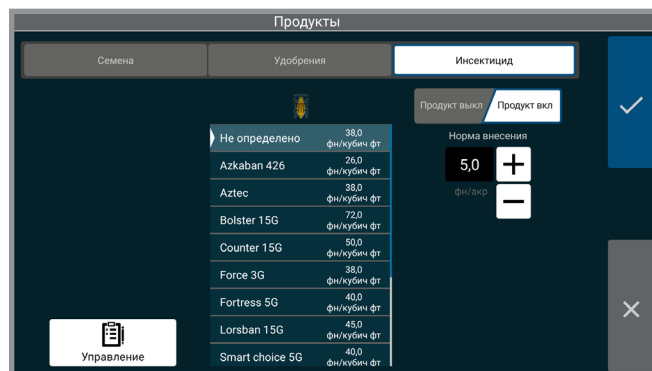 Продукты
Семена
Удобрения
Инсектицид
Продукт выкл
Продукт вкл
Не определено
38,0
фн/кубич фт
Норма внесения
Azkaban 426
26,0
фн/кубич фт
5,0
Aztec
38,0
фн/кубич фт
фн/акр
Bolster 15G
72,0
фн/кубич фт
Counter 15G
50,0
фн/кубич фт
Force 3G
38,0
фн/кубич фт
Fortress 5G
40,0
фн/кубич фт
Lorsban 15G
45,0
фн/кубич фт
Smart choice 5G
40,0
фн/кубич фт
Управление